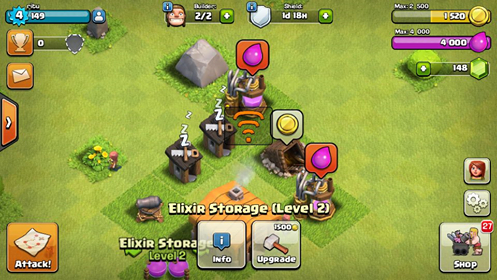 ritu
4 149
0
Builder:
2/2
Shield:
1d 18h
Max: 2 500
1 520
Max: 4 000
4 000
148
z
z
z
z
Elixir Storage (Level 2)
Elixir Storage
Level 2
Attack!
i
Info
1500
Upgrade
27
Shop